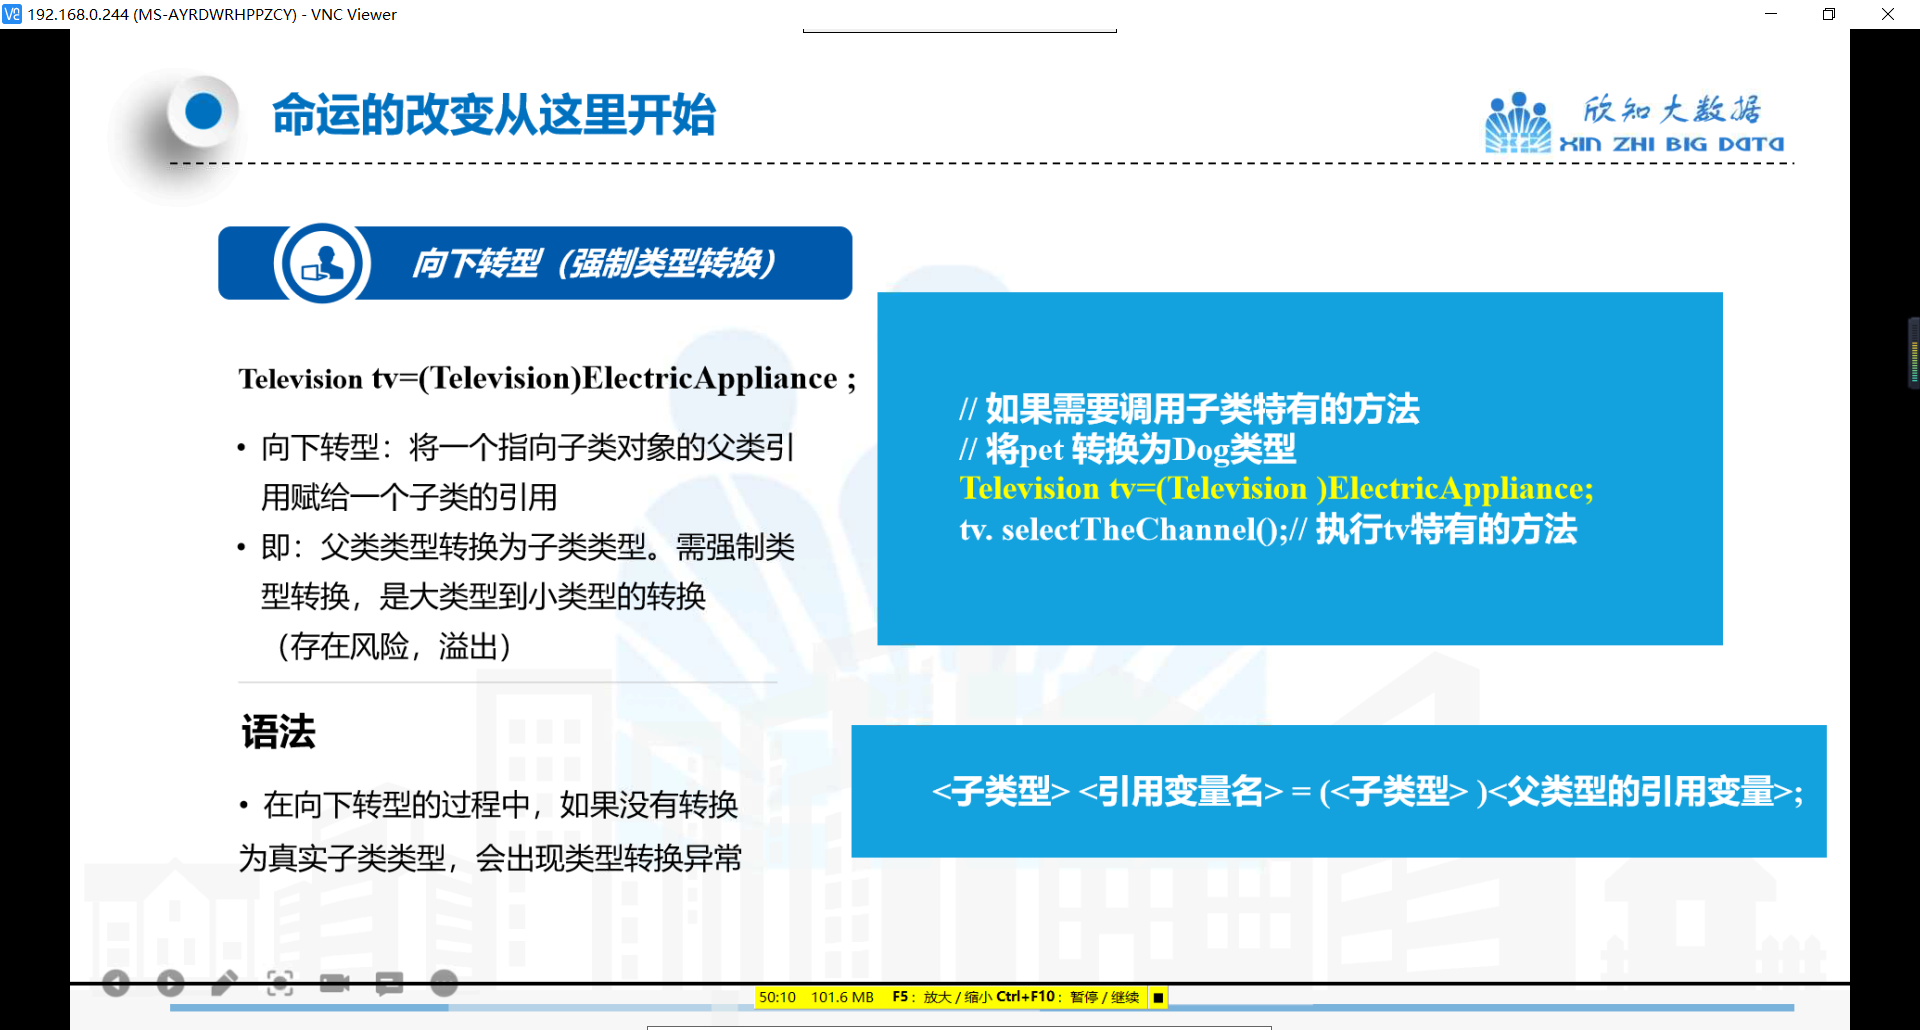 192.168.0.244 (MS-AYRDWRHPPZCY) - VNC Viewer
命运的改变从这里开始
欣知大数据
XIN ZHI BIG DATA
向下转型（强制类型转换）
Television tv=(Television)ElectricAppliance ;
• 向下转型：将一个指向子类对象的父类引
用赋给一个子类的引用
• 即：父类类型转换为子类类型。需强制类
型转换，是大类型到小类型的转换
（存在风险，溢出）
// 如果需要调用子类特有的方法
// 将pet 转换为Dog类型
Television tv=(Television )ElectricAppliance;
tv. selectTheChannel();// 执行tv特有的方法
语法
• 在向下转型的过程中，如果没有转换
为真实子类类型，会出现类型转换异常
<子类型> <引用变量名> = (<子类型> )<父类型的引用变量>;
50:10 101.6 MB F5：放大 / 缩小 Ctrl+F10：暂停 / 继续